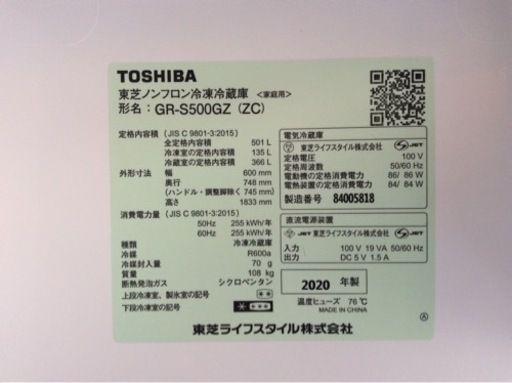 TOSHIBA
東芝ノンフロン冷凍冷蔵庫 <家庭用>
形名：GR-S500GZ (ZC)
定格内容積 (JIS C 9801-3:2015)
全定格内容積 501 L
冷凍室の定格内容積 135 L
冷蔵室の定格内容積 366 L
外形寸法 幅 600 mm
奥行 748 mm
(ハンドル・調整脚除く 745 mm)
高さ 1833 mm
消費電力量 (JIS C 9801-3:2015)
50Hz 255 kWh/年
60Hz 255 kWh/年
種類 冷凍冷蔵庫
冷媒 R600a
冷媒封入量 70 g
質量 108 kg
断熱発泡ガス シクロペンタン
上段冷凍室、製氷室の記号
下段冷凍室の記号
電気冷蔵庫
東芝ライフスタイル株式会社 JET
定格電圧 100 V
定格周波数 50/60 Hz
電動機の定格消費電力 86/ 86 W
電熱装置の定格消費電力 84/ 84 W
製造番号 84005818
直流電源装置
JET 東芝ライフスタイル株式会社 JET
入力 100 V 19 VA 50/60 Hz
出力 DC 5 V 1.5 A
2020 年製
温度ヒューズ 76℃
MADE IN CHINA
東芝ライフスタイル株式会社
Ⓐ